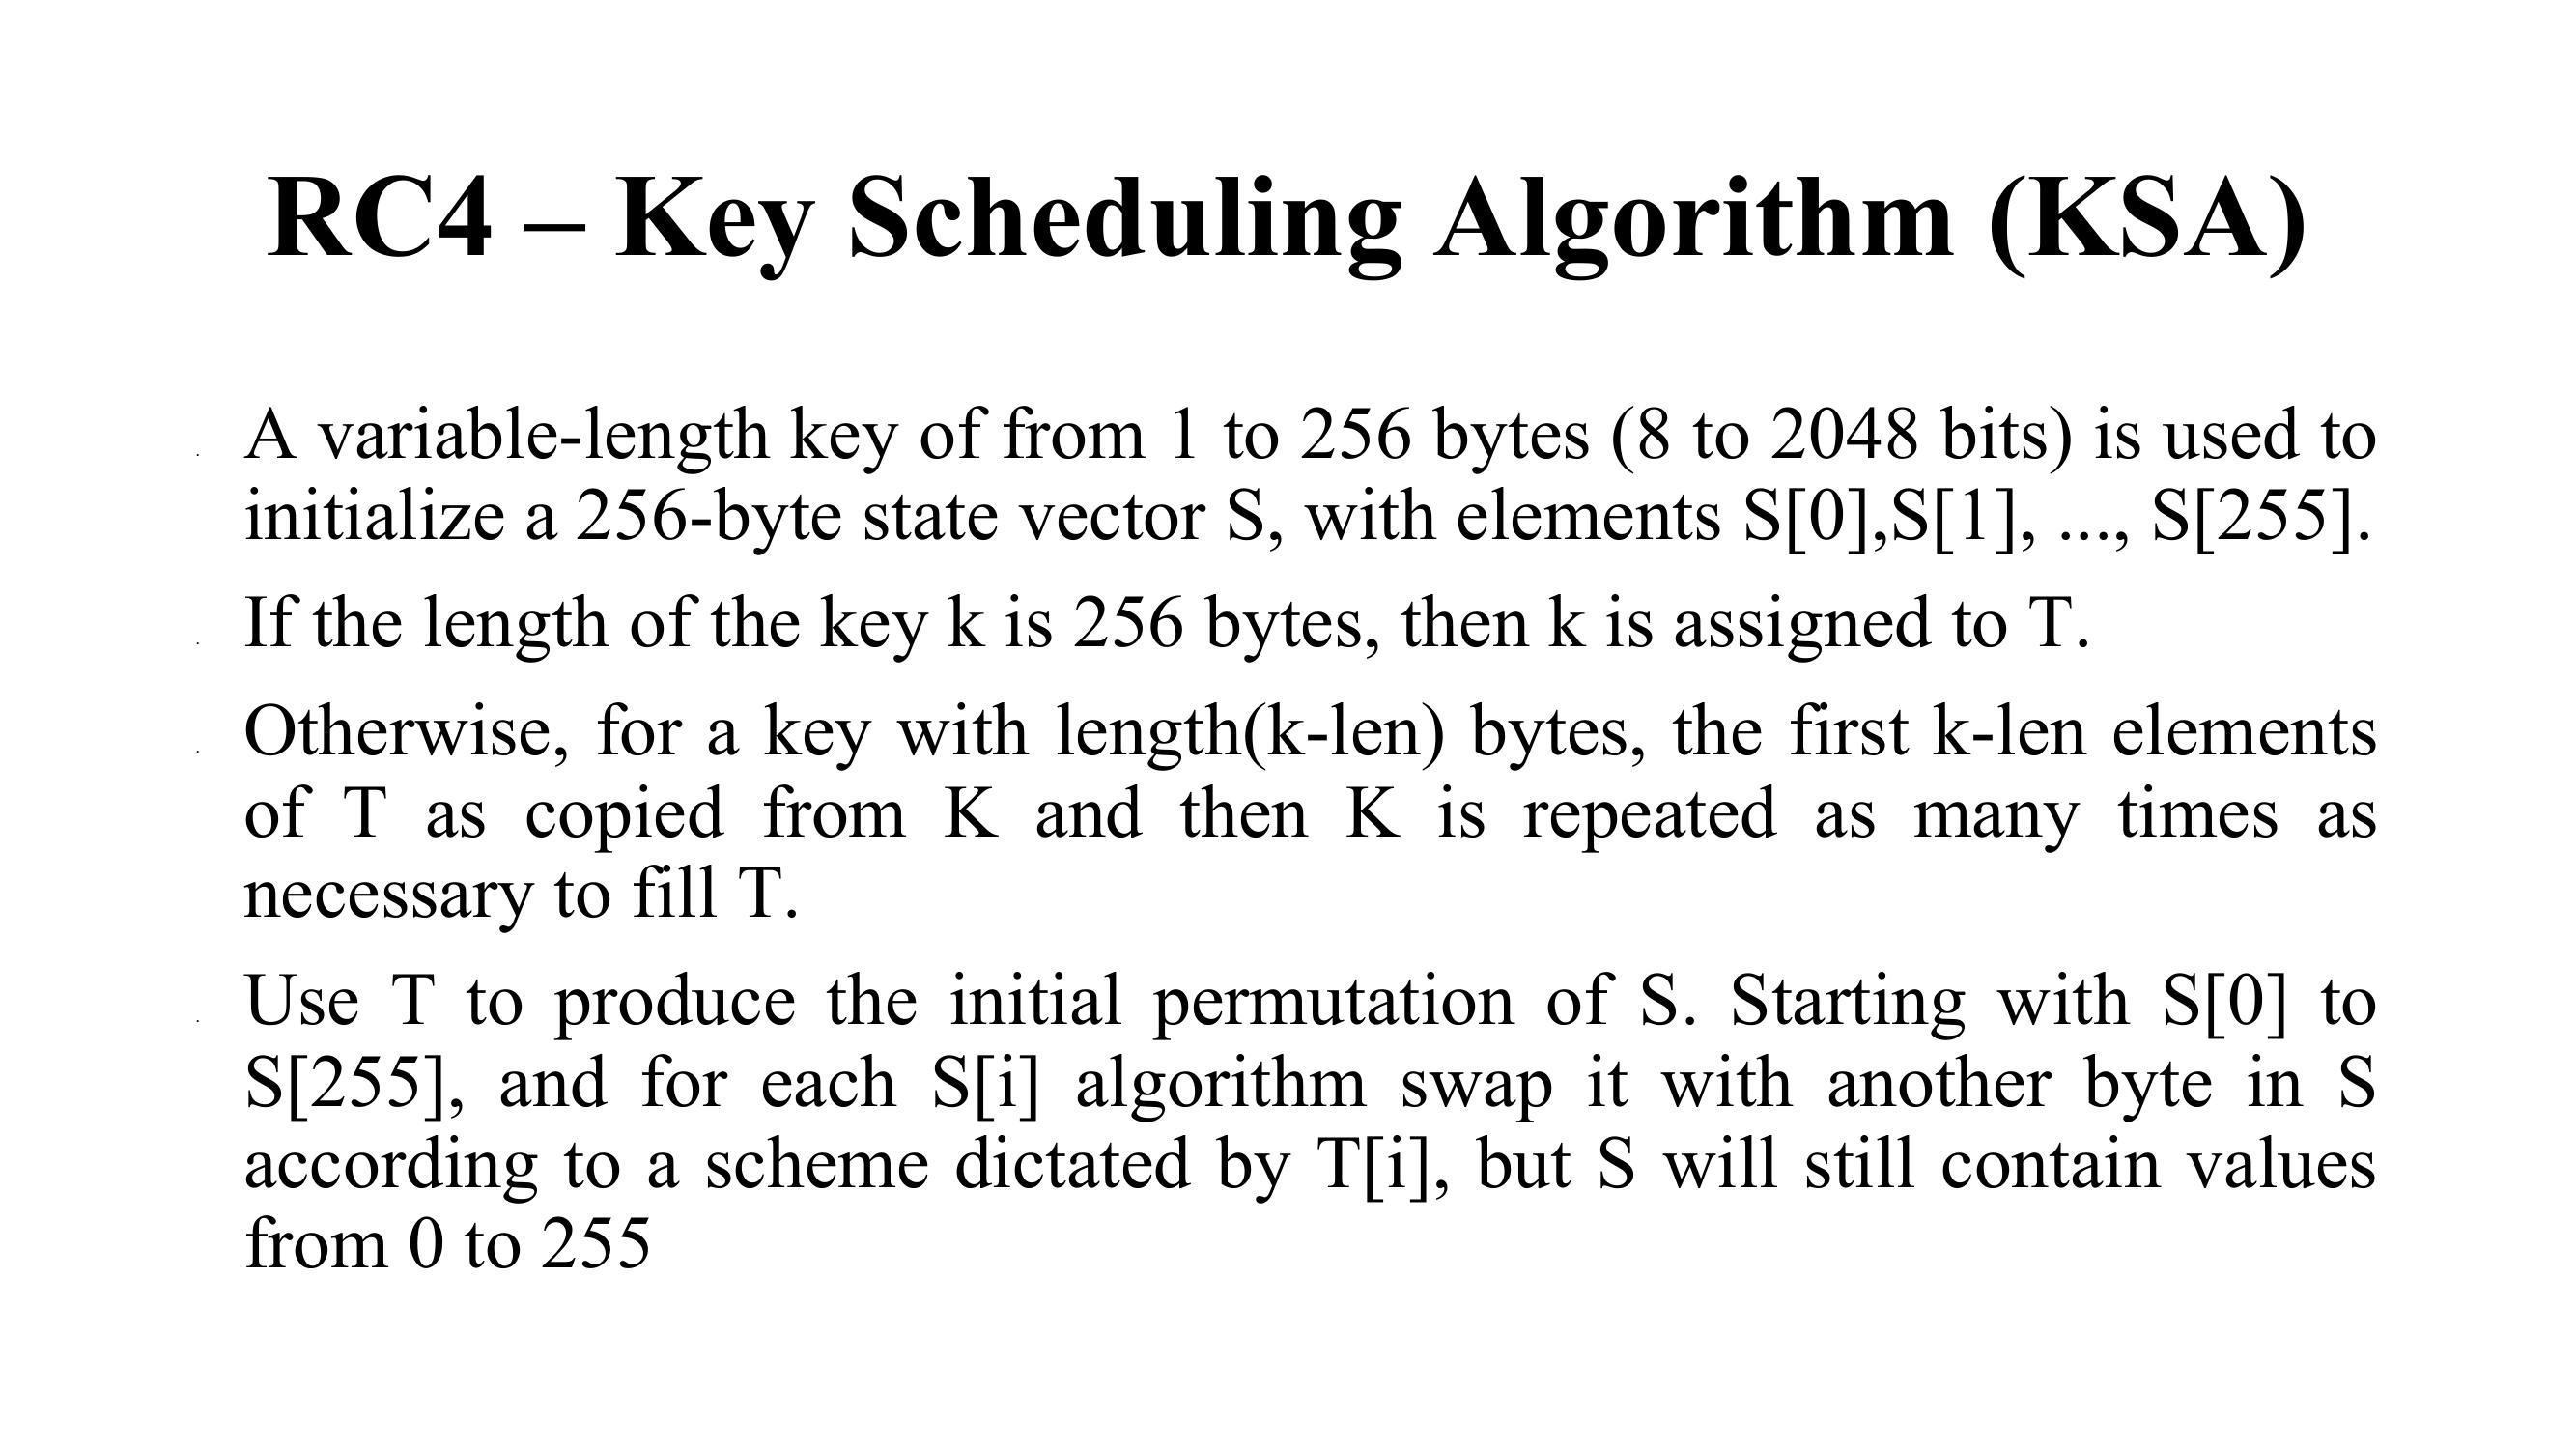 RC4 – Key Scheduling Algorithm (KSA)
A variable-length key of from 1 to 256 bytes (8 to 2048 bits) is used to
initialize a 256-byte state vector S, with elements S[0],S[1], ..., S[255].
If the length of the key k is 256 bytes, then k is assigned to T.
Otherwise, for a key with length(k-len) bytes, the first k-len elements
of T as copied from K and then K is repeated as many times as
necessary to fill T.
Use T to produce the initial permutation of S. Starting with S[0] to
S[255], and for each S[i] algorithm swap it with another byte in S
according to a scheme dictated by T[i], but S will still contain values
from 0 to 255